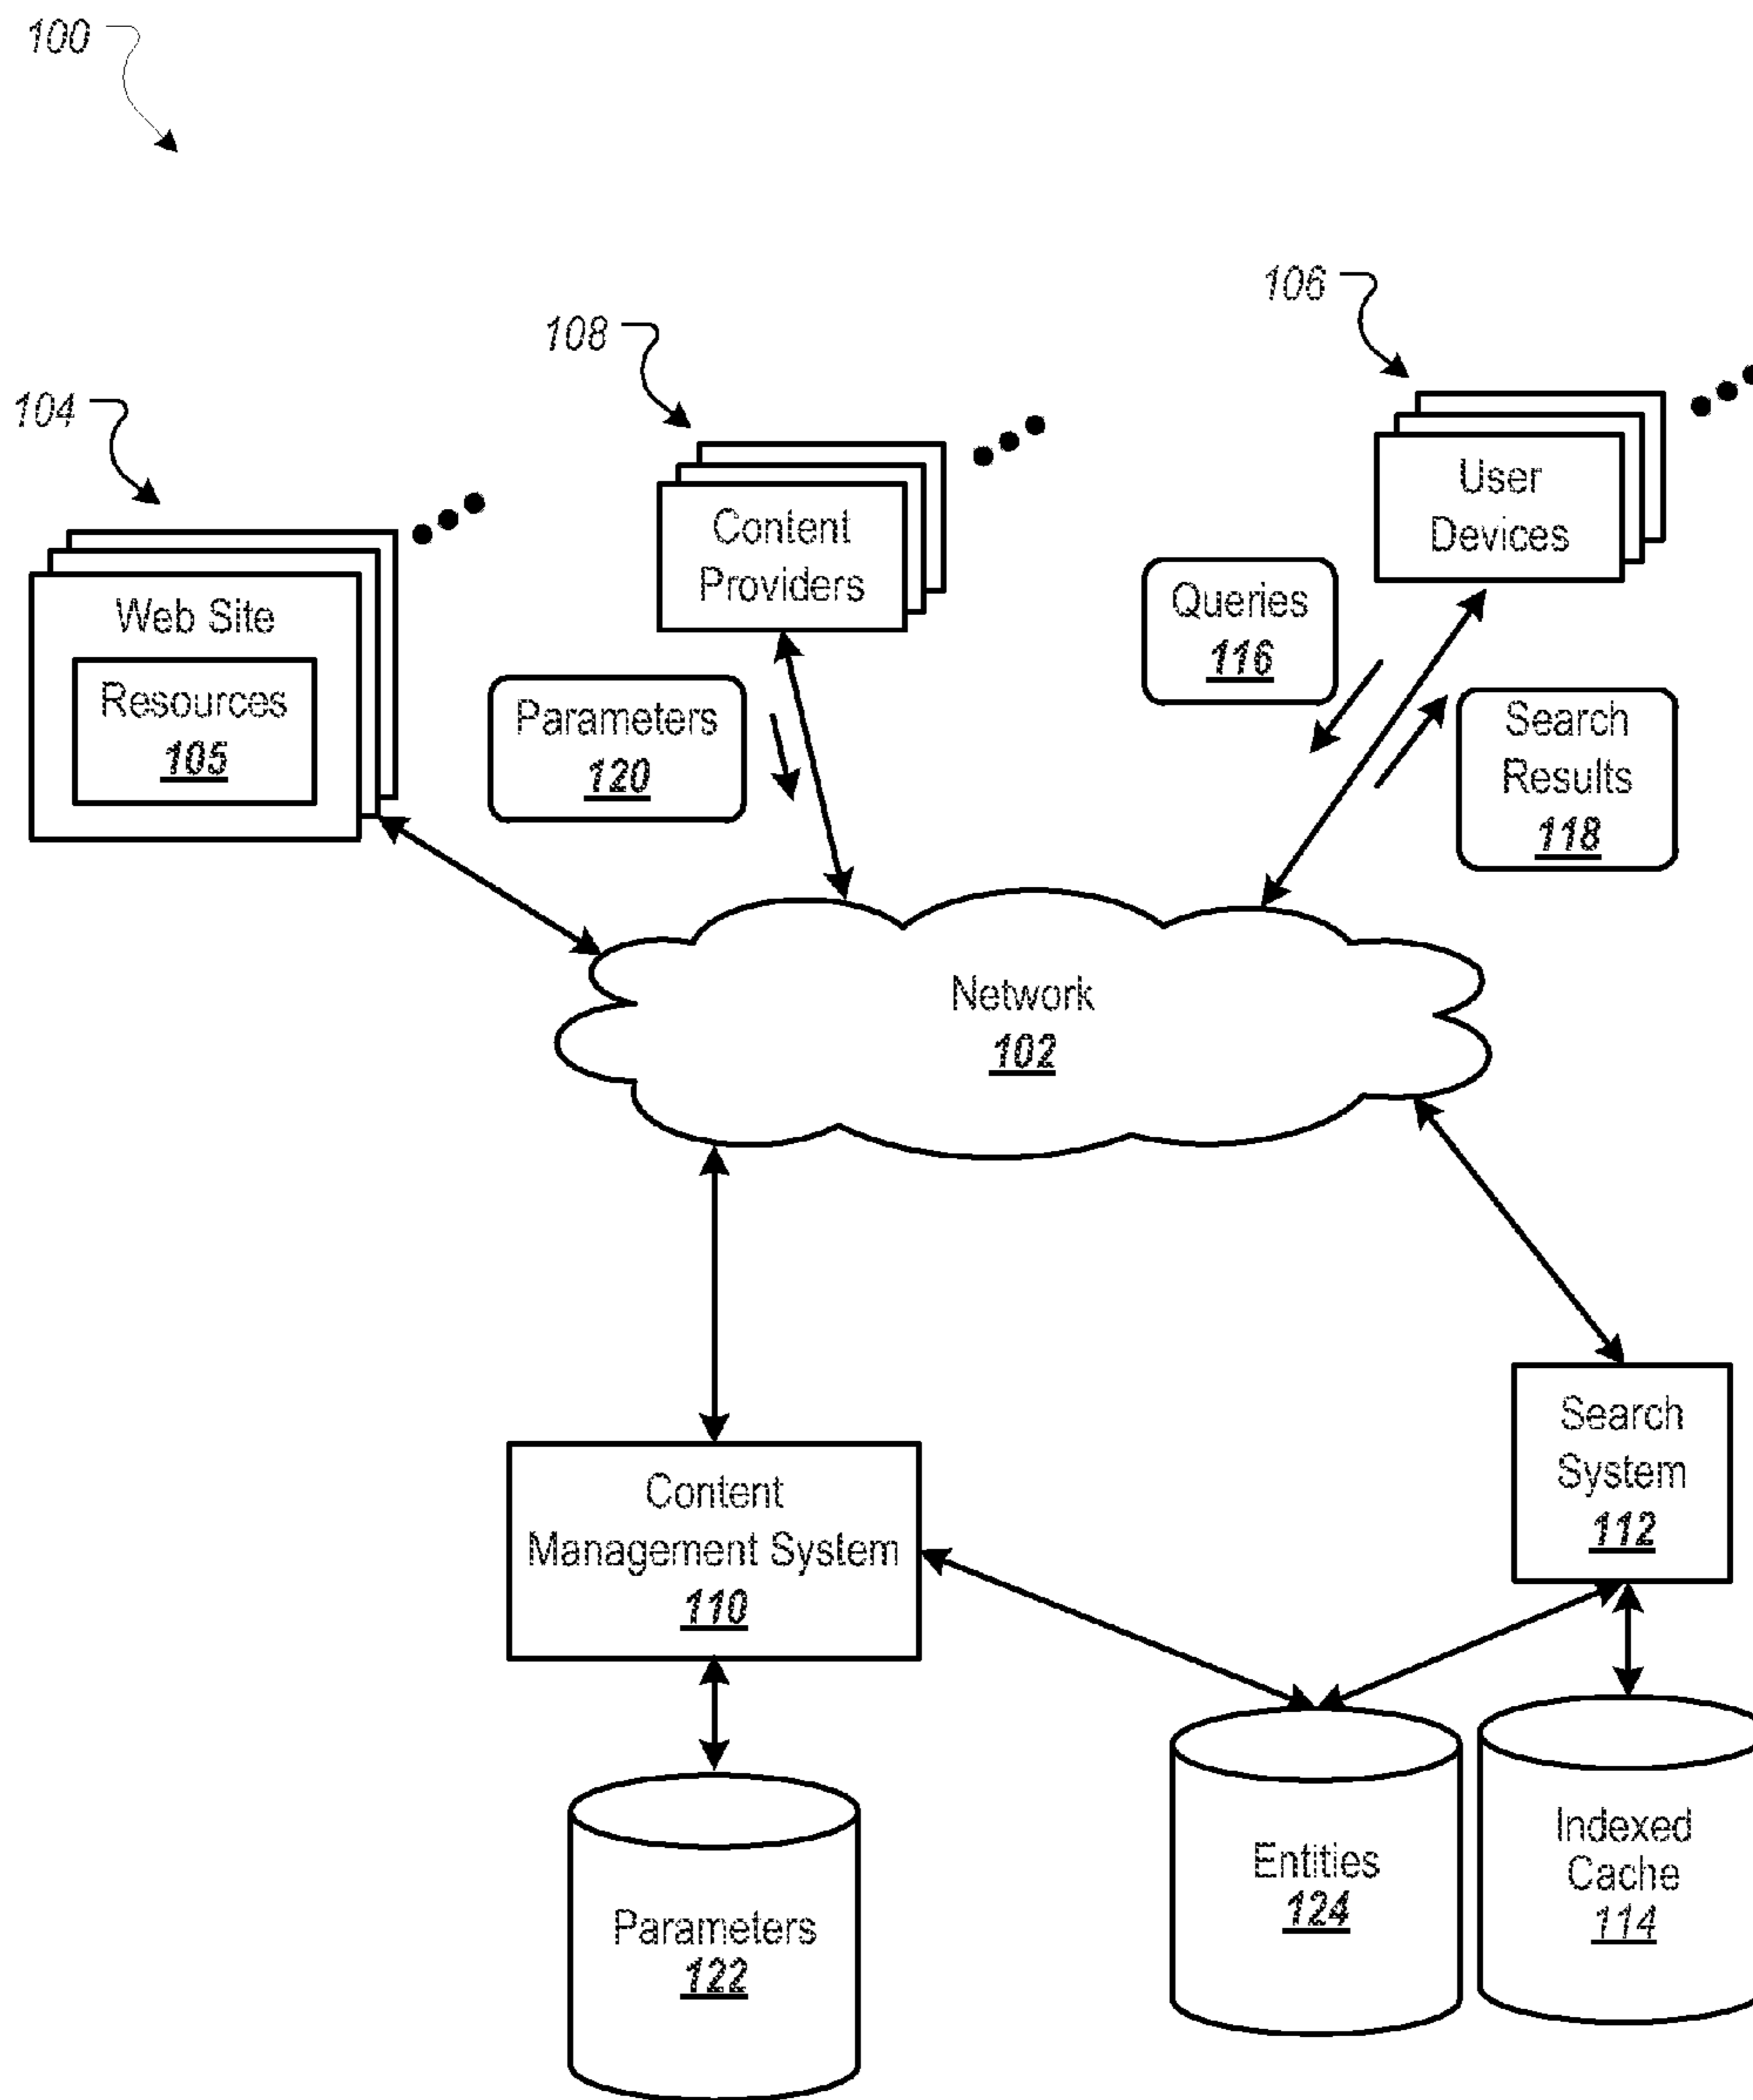 100
106
108
104
User
Devices
Content
Providers
Queries
116
Web Site
Resources
105
Parameters
120
Search
Results
118
Network
102
Search
System
112
Content
Management System
110
Indexed
Cache
114
Entities
124
Parameters
122